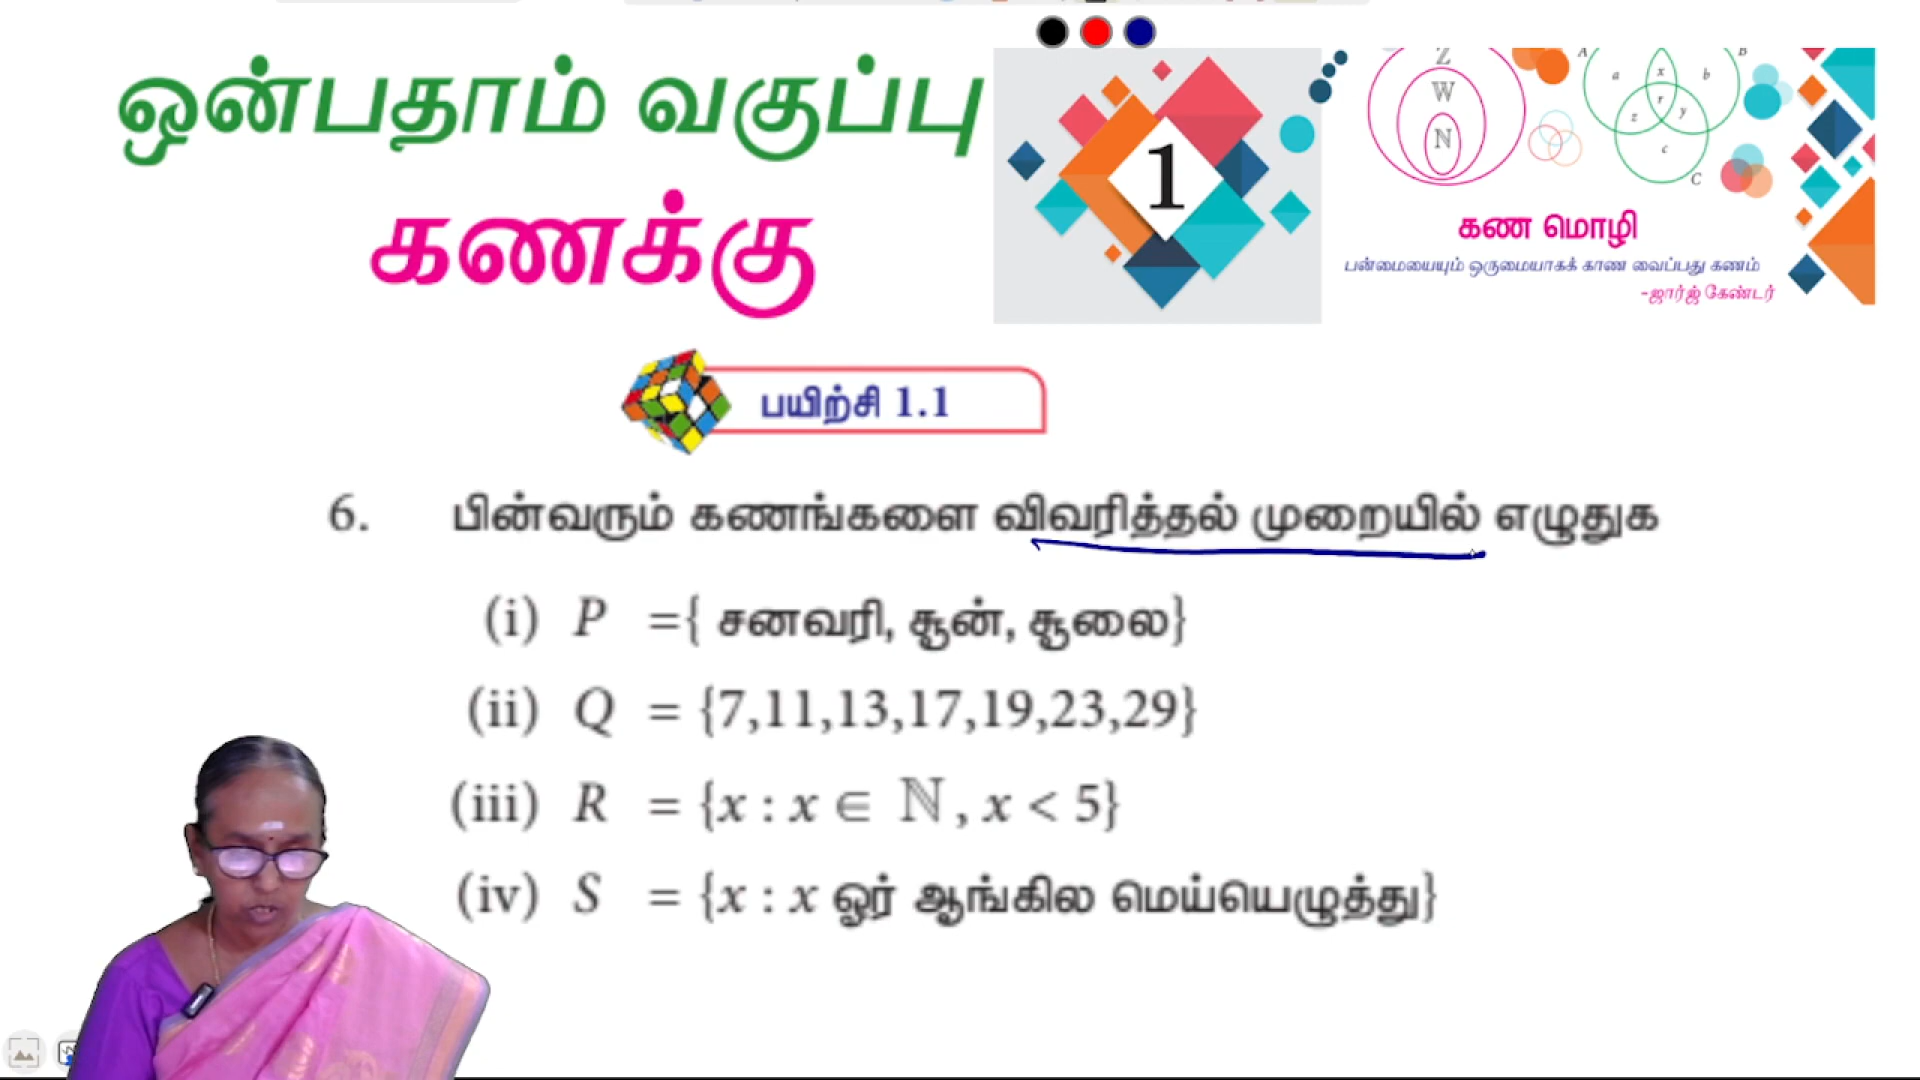 ஒன்பதாம் வகுப்பு
கணக்கு
1
Z
W
N
A
B
a
x
b
r
z
y
c
C
கண மொழி
பன்மையையும் ஒருமையாகக் காண வைப்பது கணம்
-ஜார்ஜ் கேண்டர்
பயிற்சி 1.1
6. பின்வரும் கணங்களை விவரித்தல் முறையில் எழுதுக
(i) P ={ சனவரி, சூன், சூலை}
(ii) Q = {7,11,13,17,19,23,29}
(iii) R = {x : x ∈ ℕ, x < 5}
(iv) S = {x : x ஓர் ஆங்கில மெய்யெழுத்து}